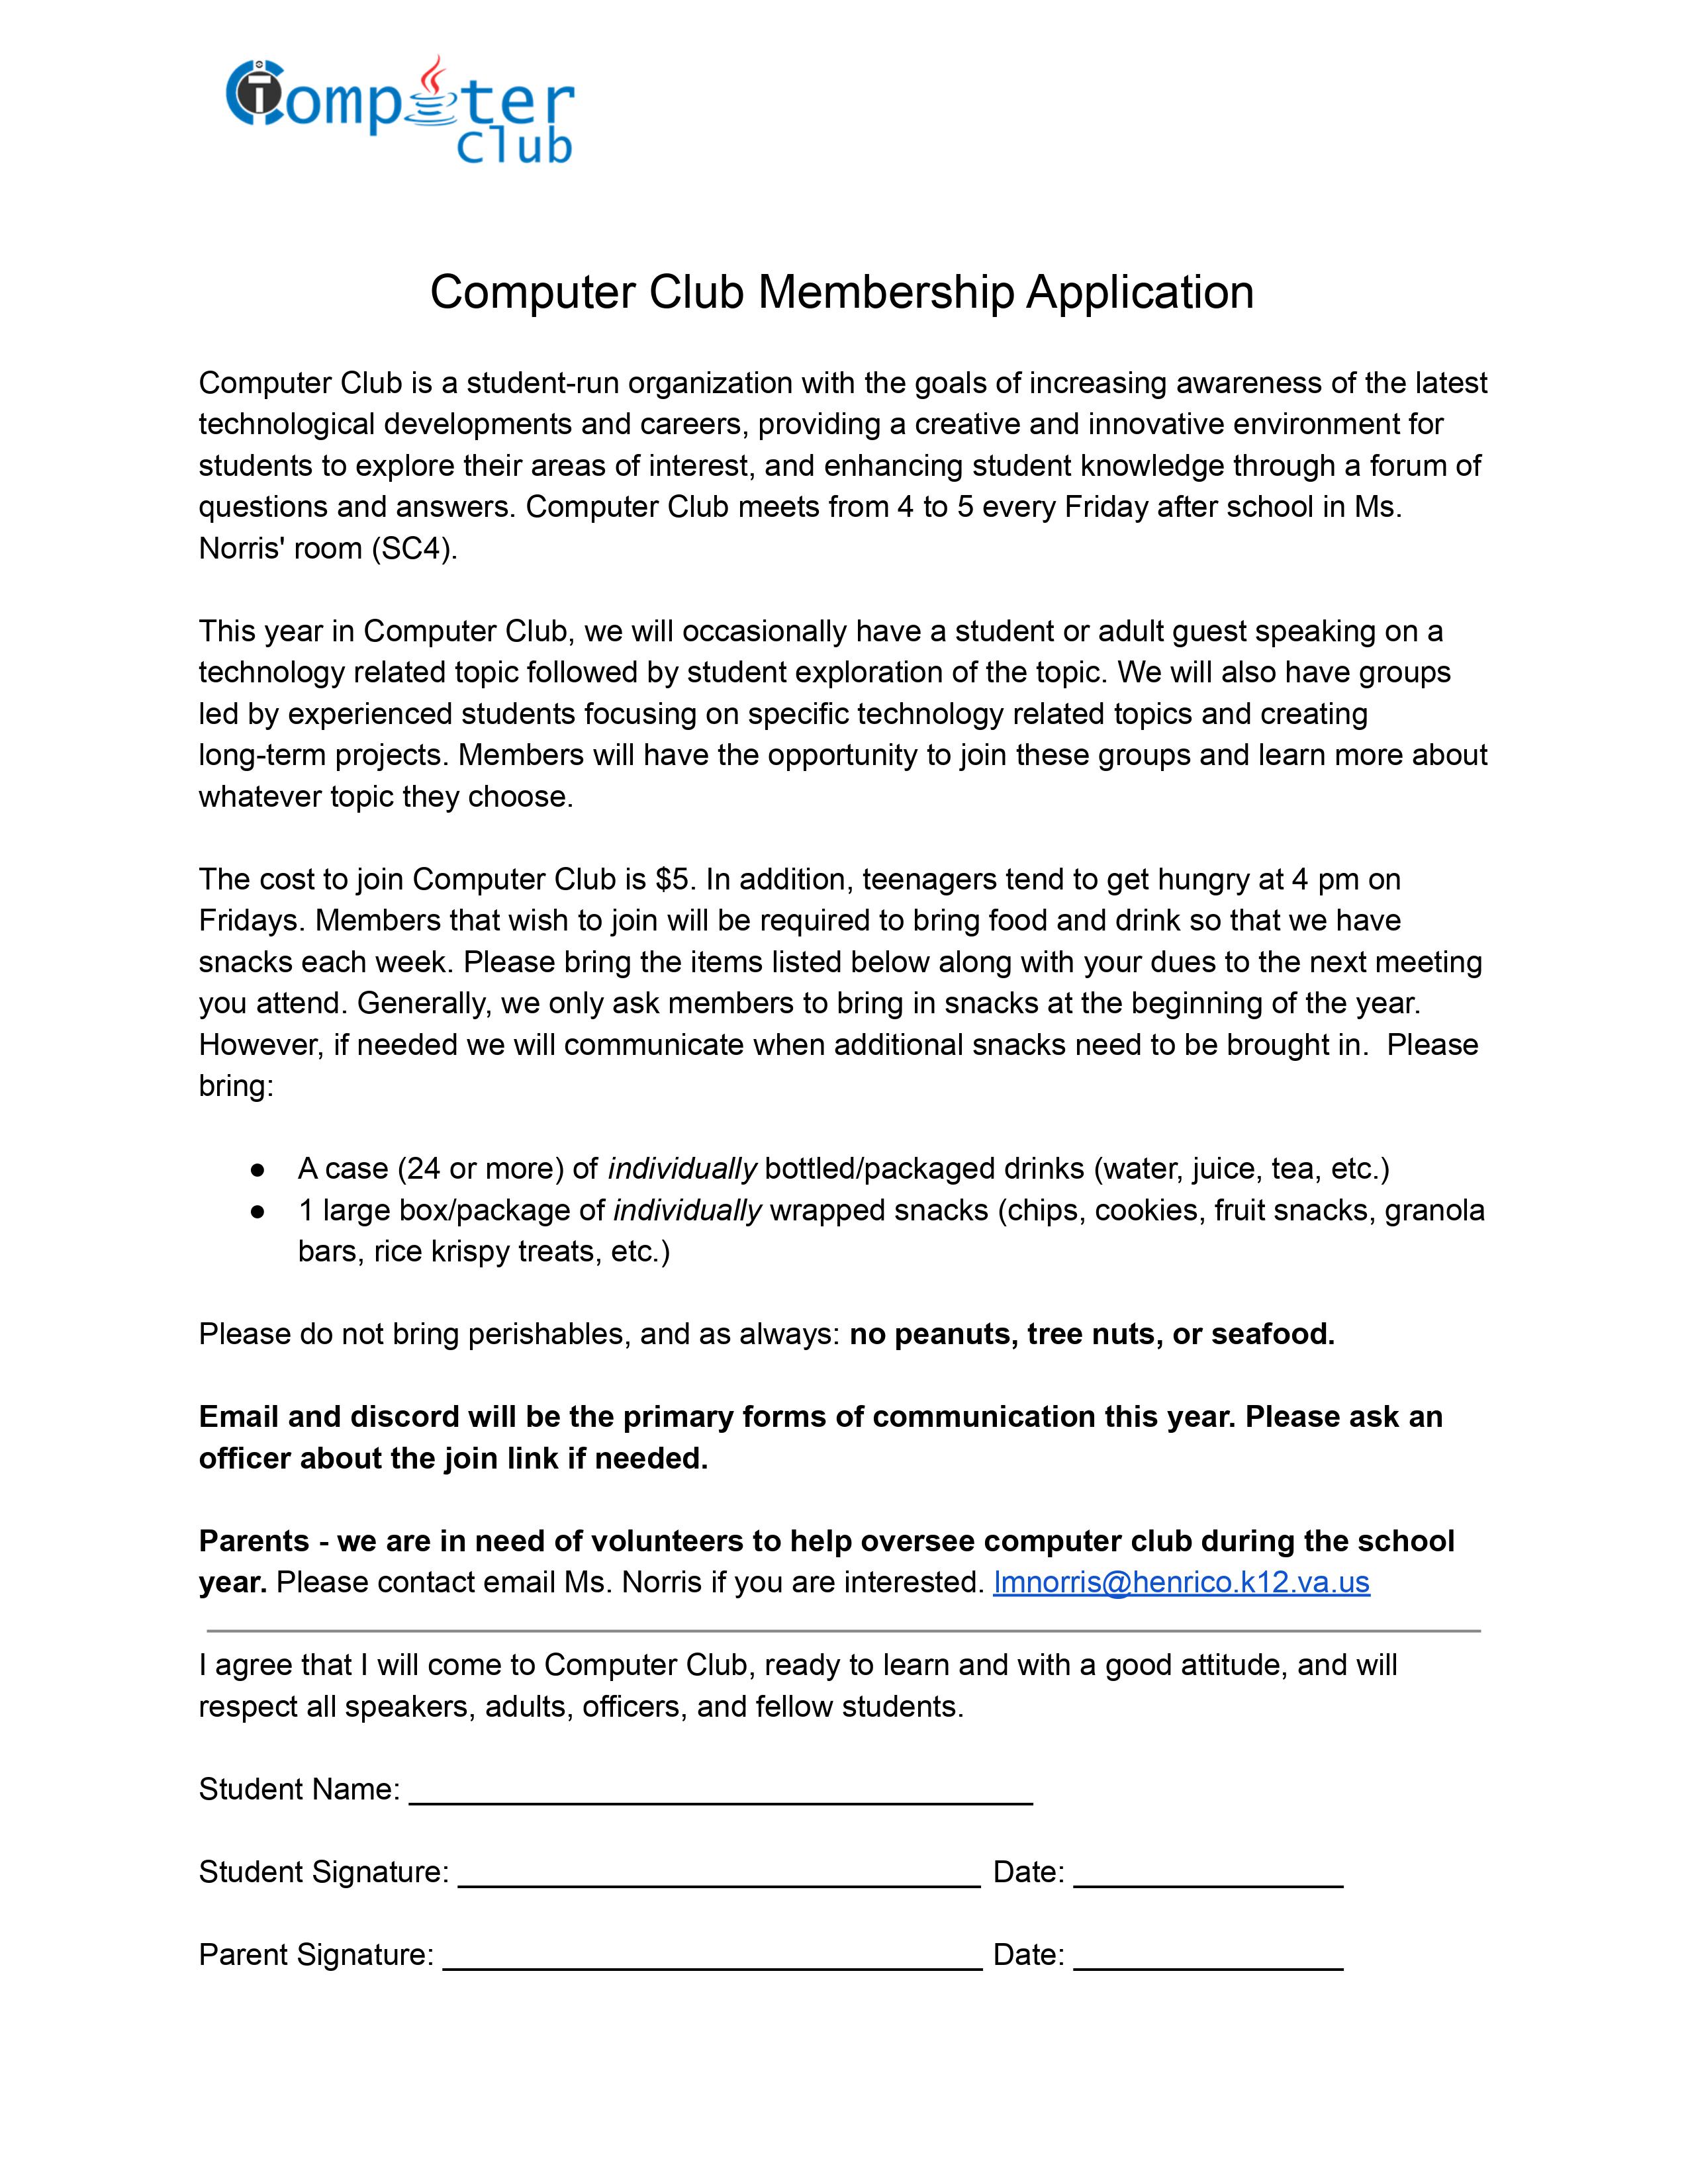 Computer
Club
Computer Club Membership Application
Computer Club is a student-run organization with the goals of increasing awareness of the latest
technological developments and careers, providing a creative and innovative environment for
students to explore their areas of interest, and enhancing student knowledge through a forum of
questions and answers. Computer Club meets from 4 to 5 every Friday after school in Ms.
Norris' room (SC4).
This year in Computer Club, we will occasionally have a student or adult guest speaking on a
technology related topic followed by student exploration of the topic. We will also have groups
led by experienced students focusing on specific technology related topics and creating
long-term projects. Members will have the opportunity to join these groups and learn more about
whatever topic they choose.
The cost to join Computer Club is $5. In addition, teenagers tend to get hungry at 4 pm on
Fridays. Members that wish to join will be required to bring food and drink so that we have
snacks each week. Please bring the items listed below along with your dues to the next meeting
you attend. Generally, we only ask members to bring in snacks at the beginning of the year.
However, if needed we will communicate when additional snacks need to be brought in.  Please
bring:
● A case (24 or more) of individually bottled/packaged drinks (water, juice, tea, etc.)
● 1 large box/package of individually wrapped snacks (chips, cookies, fruit snacks, granola
bars, rice krispy treats, etc.)
Please do not bring perishables, and as always: no peanuts, tree nuts, or seafood.
Email and discord will be the primary forms of communication this year. Please ask an
officer about the join link if needed.
Parents - we are in need of volunteers to help oversee computer club during the school
year. Please contact email Ms. Norris if you are interested. lmnorris@henrico.k12.va.us
I agree that I will come to Computer Club, ready to learn and with a good attitude, and will
respect all speakers, adults, officers, and fellow students.
Student Name: ______________________________________
Student Signature: ________________________________ Date: ________________
Parent Signature: ________________________________ Date: ________________